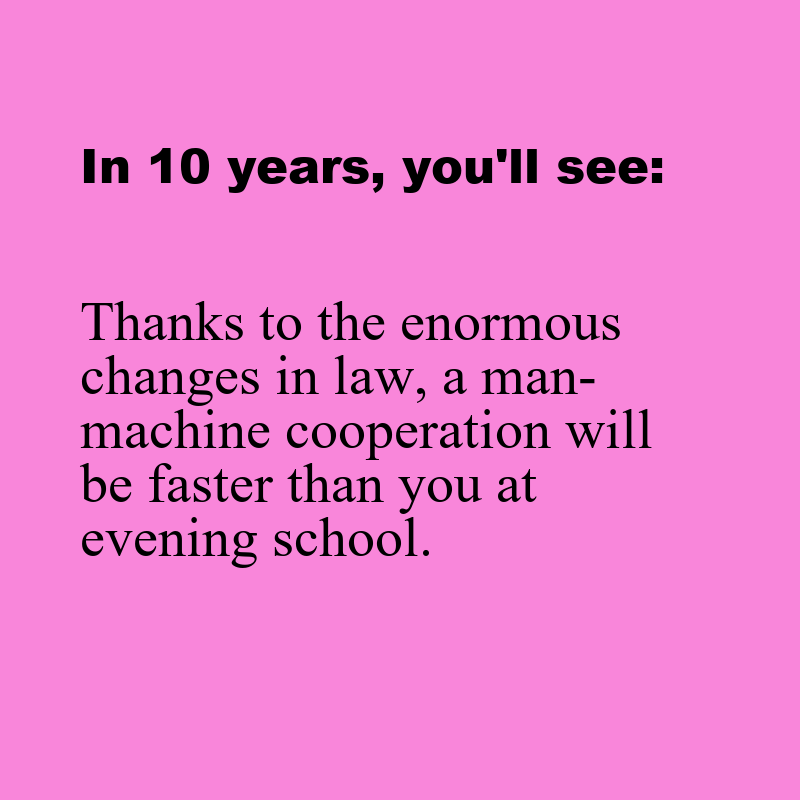 In 10 years, you'll see:
Thanks to the enormous
changes in law, a man-
machine cooperation will
be faster than you at
evening school.